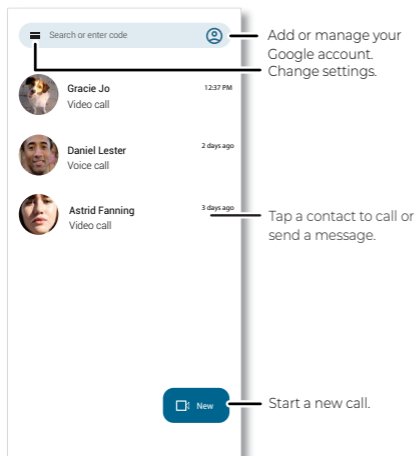 Search or enter code
Add or manage your
Google account.
Change settings.
Gracie Jo
12:37 PM
Video call
Daniel Lester
2 days ago
Voice call
Astrid Fanning
3 days ago
Video call
Tap a contact to call or
send a message.
New
Start a new call.